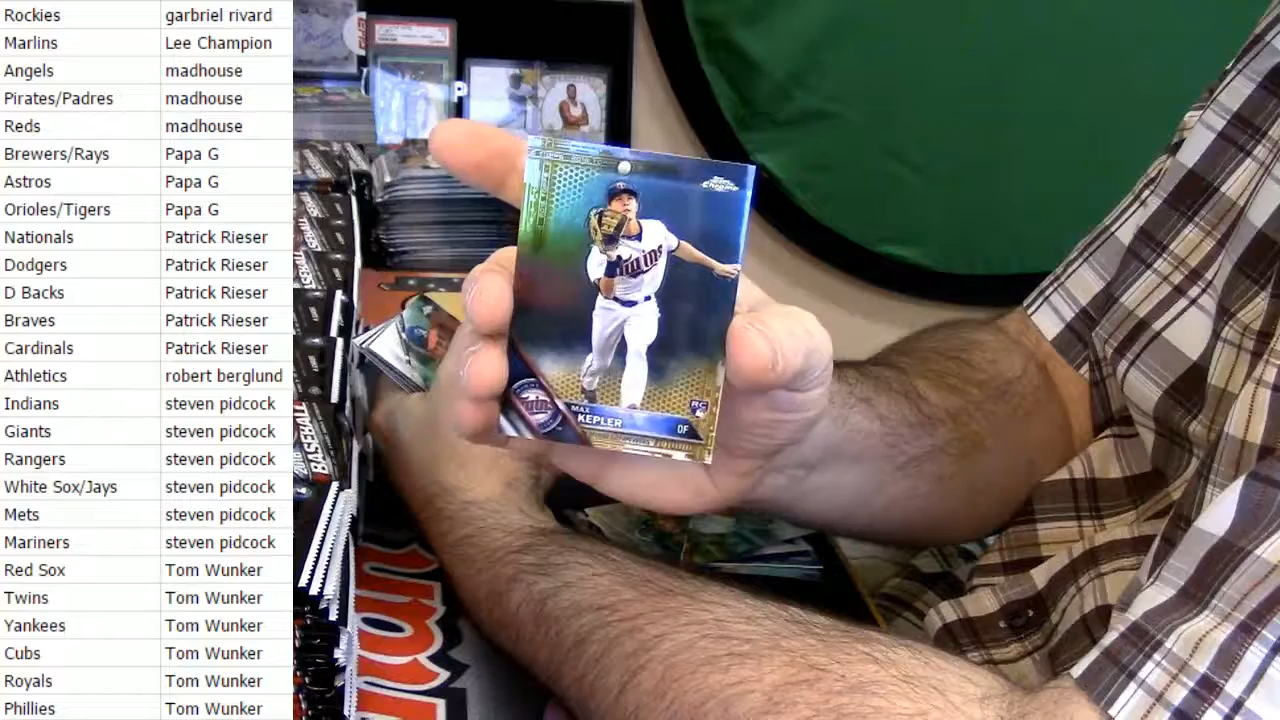 Rockies garbriel rivard
Marlins Lee Champion
Angels madhouse
Pirates/Padres madhouse
Reds madhouse
Brewers/Rays Papa G
Astros Papa G
Orioles/Tigers Papa G
Nationals Patrick Rieser
Dodgers Patrick Rieser
D Backs Patrick Rieser
Braves Patrick Rieser
Cardinals Patrick Rieser
Athletics robert berglund
Indians steven pidcock
Giants steven pidcock
Rangers steven pidcock
White Sox/Jays steven pidcock
Mets steven pidcock
Mariners steven pidcock
Red Sox Tom Wunker
Twins Tom Wunker
Yankees Tom Wunker
Cubs Tom Wunker
Royals Tom Wunker
Phillies Tom Wunker
P
Topps
Chrome
Twins
Twins
RC
MAX
KEPLER
OF
2016
BASEBALL